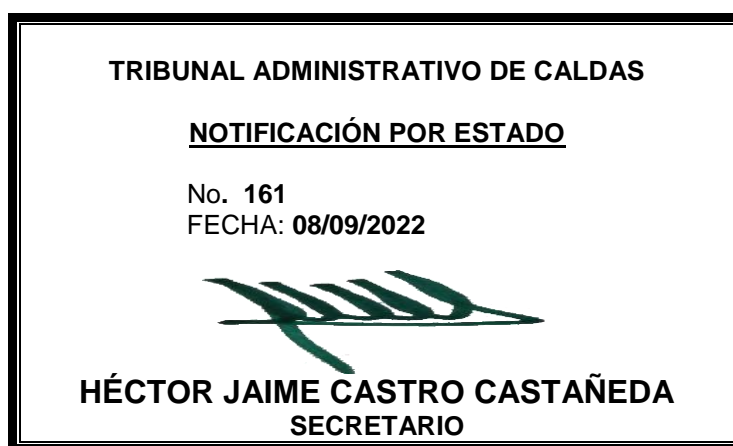 TRIBUNAL ADMINISTRATIVO DE CALDAS
NOTIFICACIÓN POR ESTADO
No. 161
FECHA: 08/09/2022
HÉCTOR JAIME CASTRO CASTAÑEDA
SECRETARIO